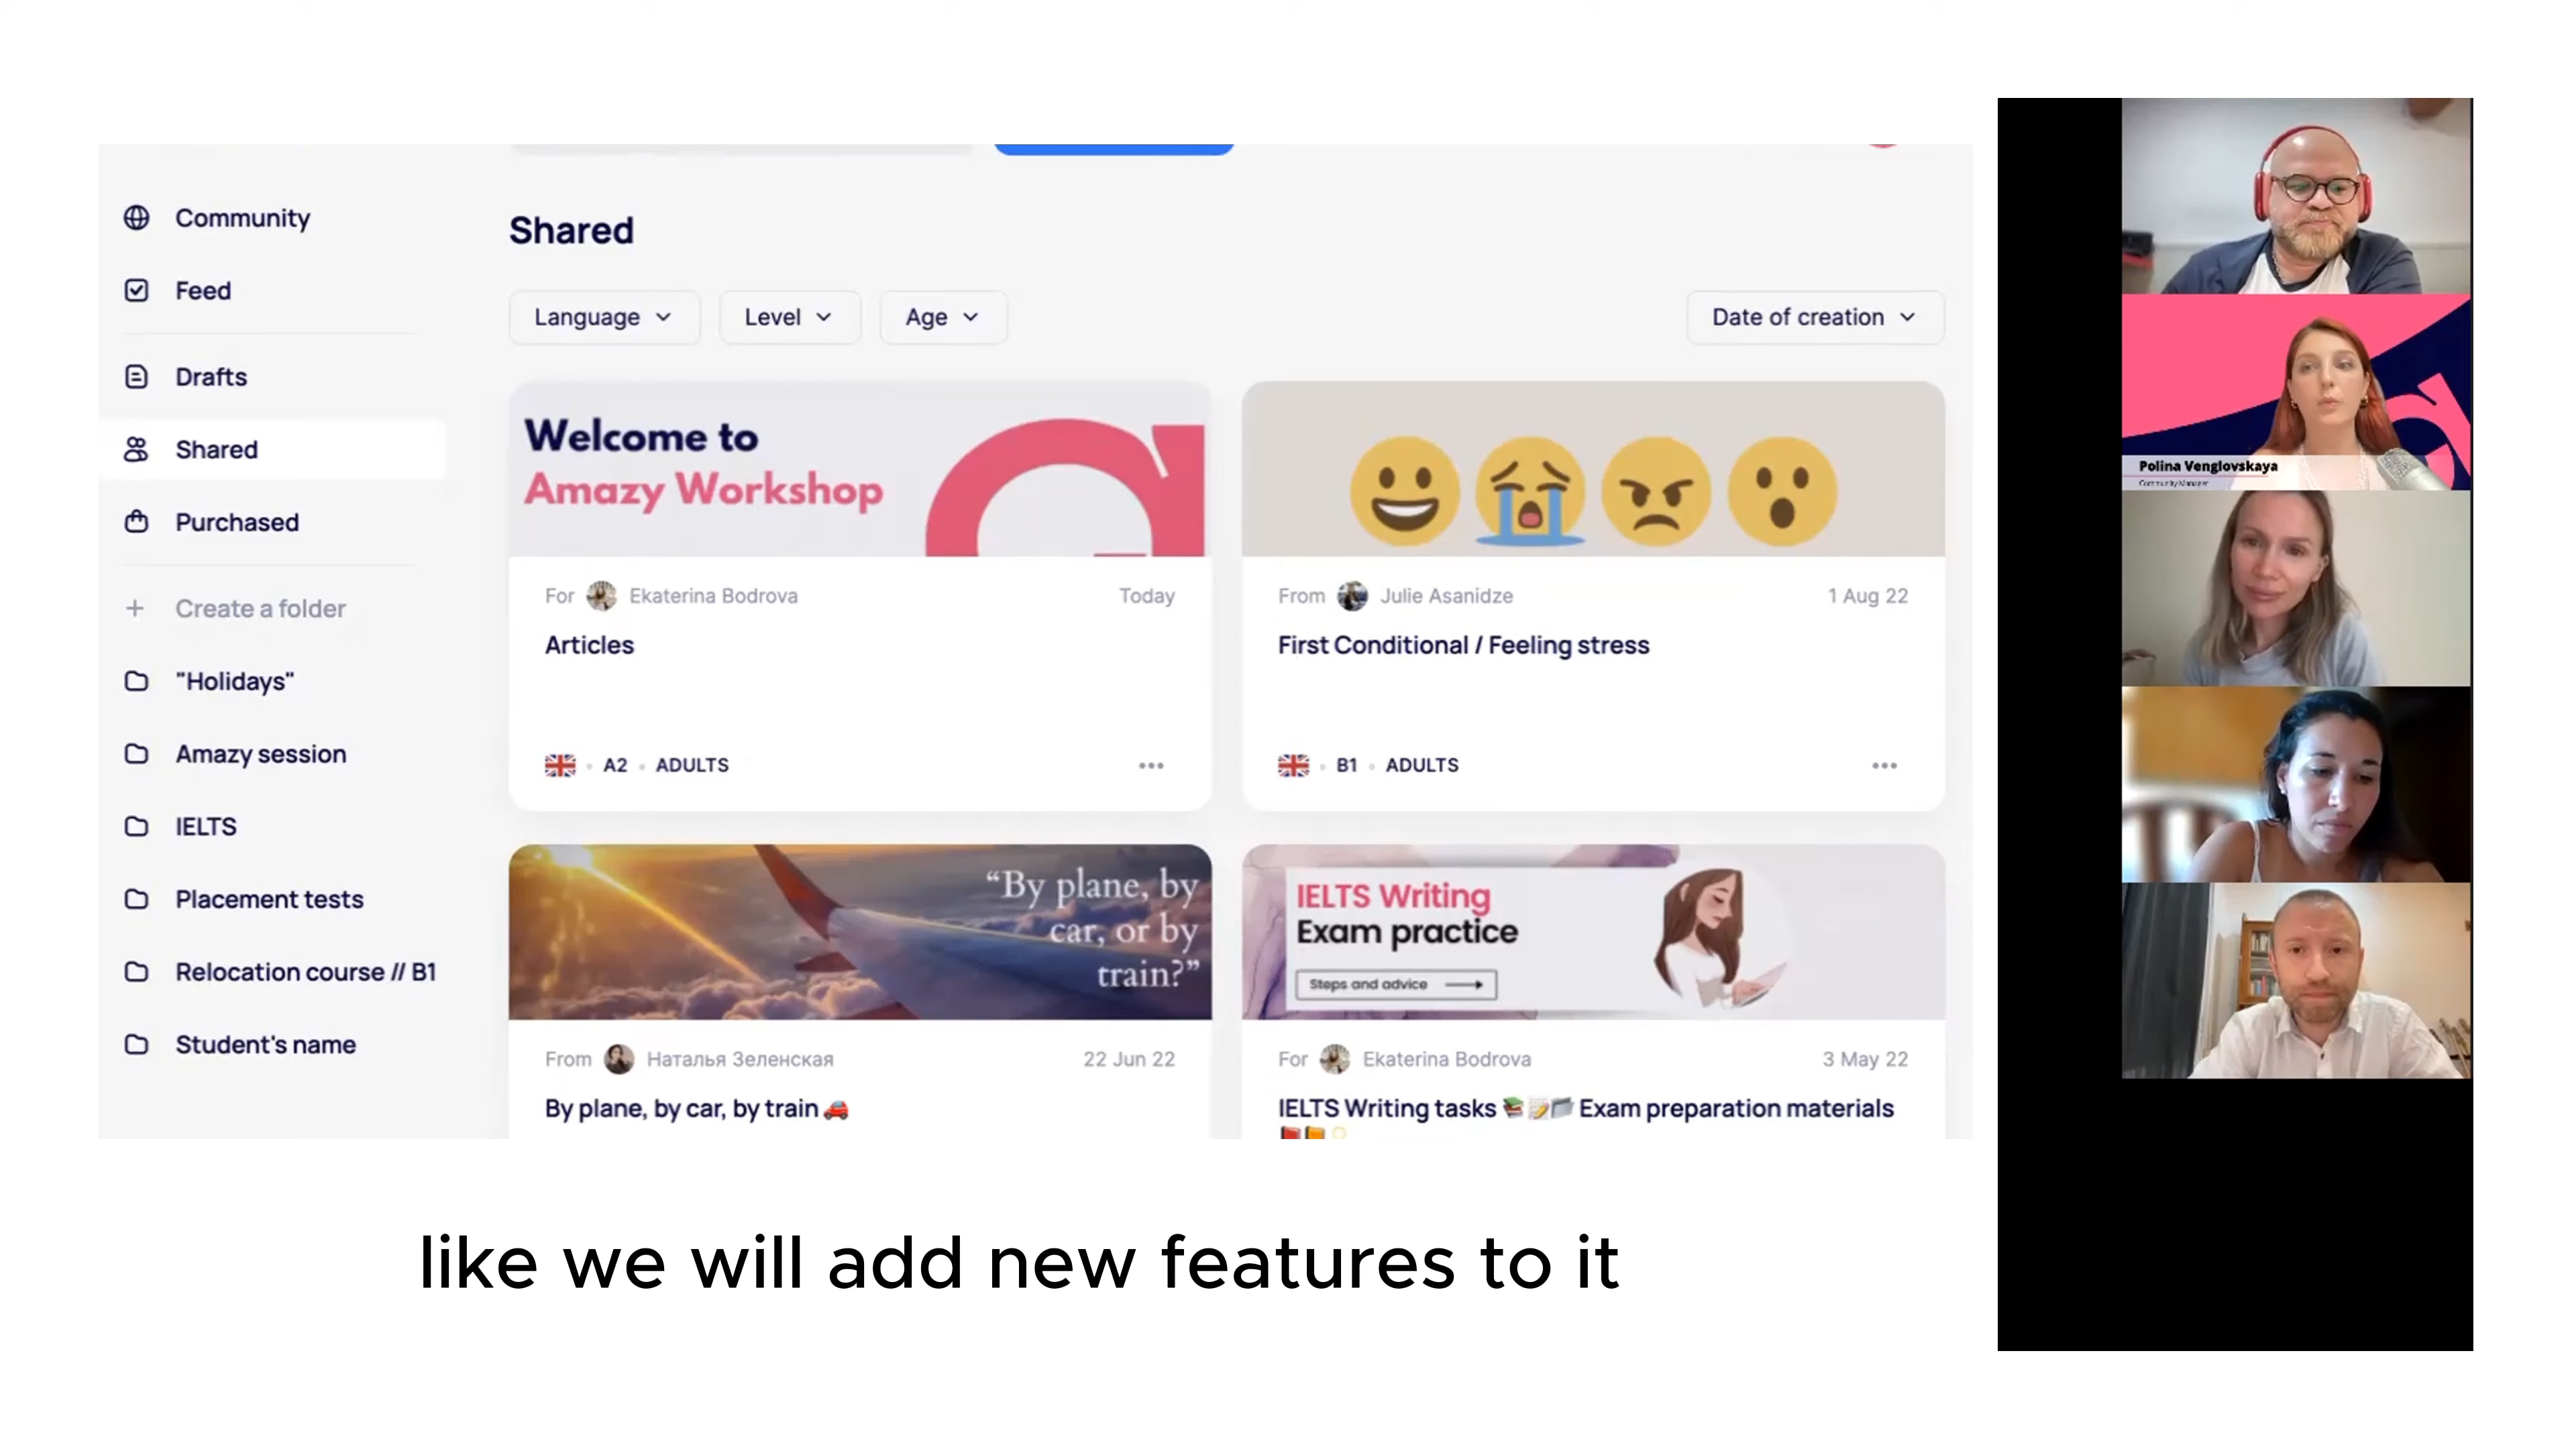 Community
Feed
Drafts
Shared
Purchased
Create a folder
"Holidays"
Amazy session
IELTS
Placement tests
Relocation course // B1
Student's name
Shared
Language
Level
Age
Date of creation
Welcome to
Amazy Workshop
For Ekaterina Bodrova Today
Articles
A2 • ADULTS
From Julie Asanidze 1 Aug 22
First Conditional / Feeling stress
B1 • ADULTS
“By plane, by
car, or by
train?”
From Наталья Зеленская 22 Jun 22
By plane, by car, by train
IELTS Writing
Exam practice
Steps and advice
For Ekaterina Bodrova 3 May 22
IELTS Writing tasks Exam preparation materials
Polina Venglovskaya
Community Manager
like we will add new features to it